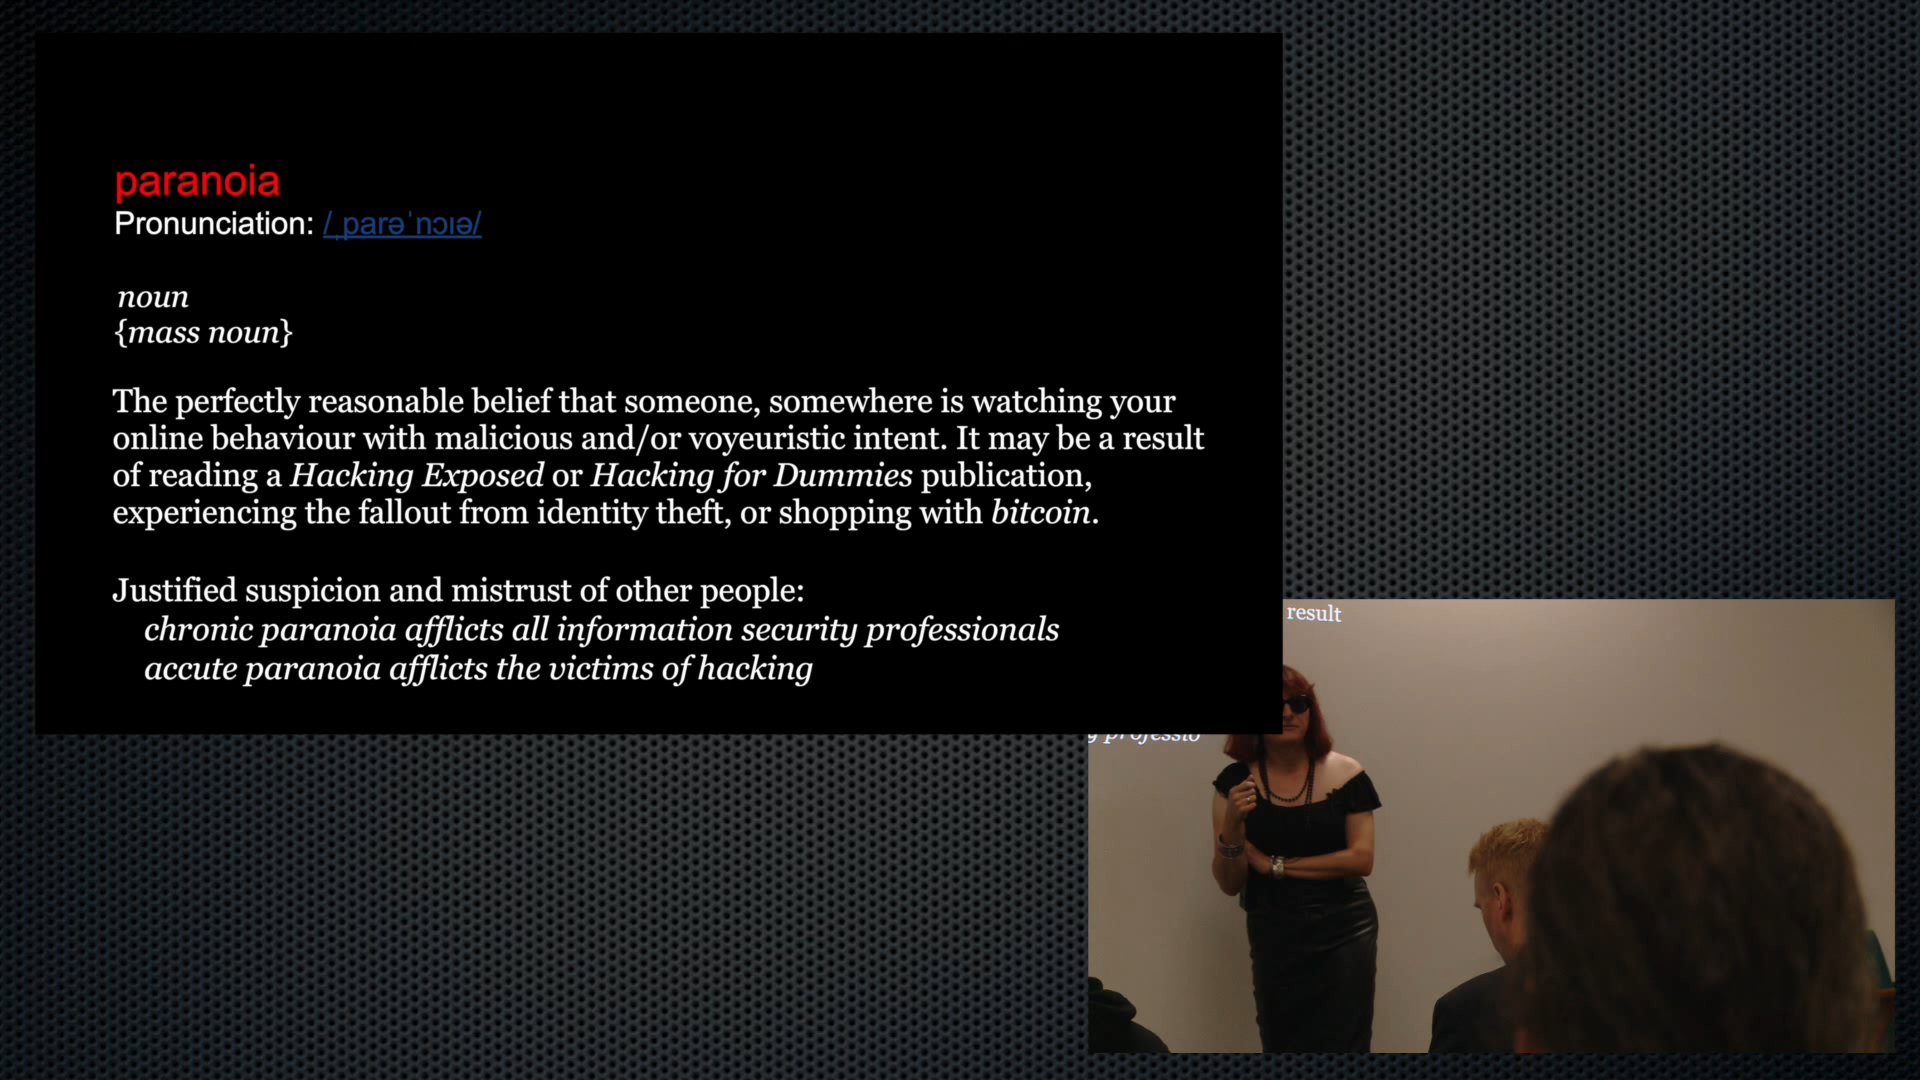 paranoia
Pronunciation: /ˌparəˈnɔɪə/
noun
{mass noun}
The perfectly reasonable belief that someone, somewhere is watching your
online behaviour with malicious and/or voyeuristic intent. It may be a result
of reading a Hacking Exposed or Hacking for Dummies publication,
experiencing the fallout from identity theft, or shopping with bitcoin.
Justified suspicion and mistrust of other people:
chronic paranoia afflicts all information security professionals
accute paranoia afflicts the victims of hacking
result
g professio